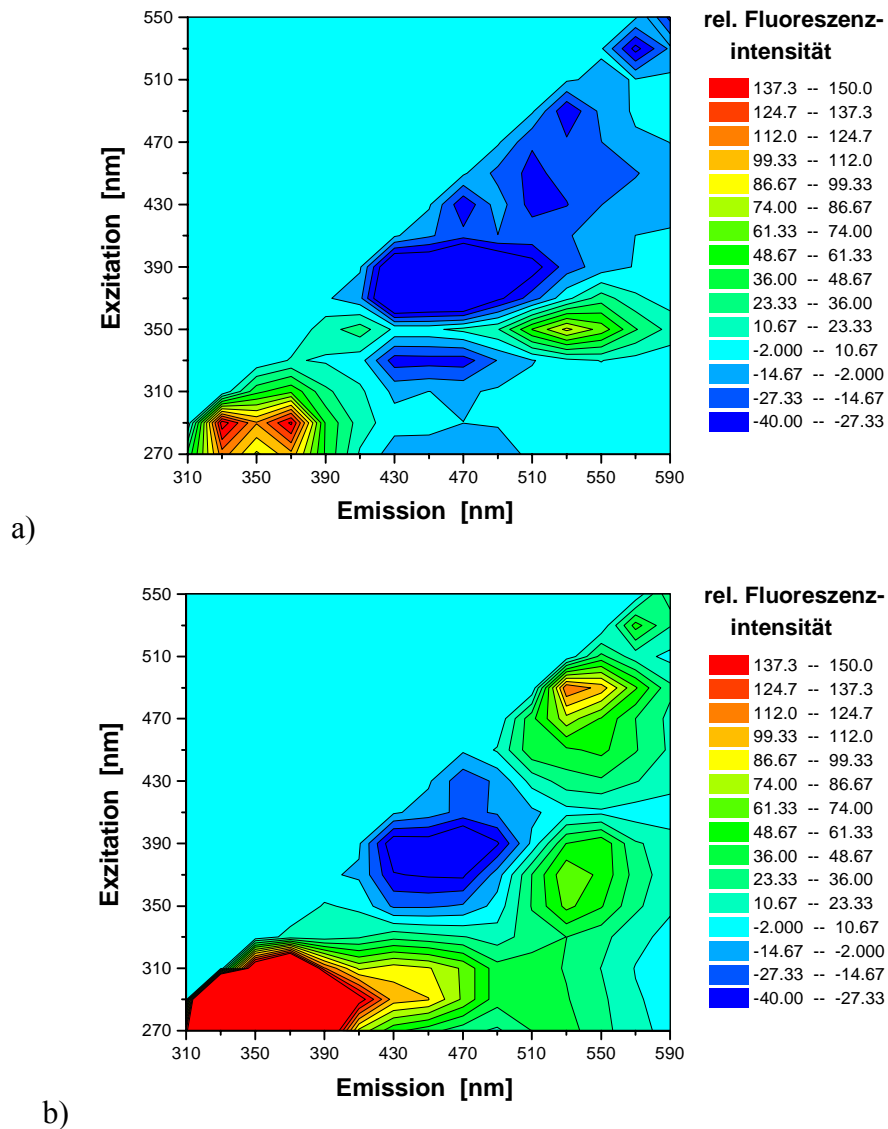 550
510
470
430
390
350
310
270
Exzitation [nm]
310 350 390 430 470 510 550 590
Emission [nm]
rel. Fluoreszenz-
intensität
137.3 -- 150.0
124.7 -- 137.3
112.0 -- 124.7
99.33 -- 112.0
86.67 -- 99.33
74.00 -- 86.67
61.33 -- 74.00
48.67 -- 61.33
36.00 -- 48.67
23.33 -- 36.00
10.67 -- 23.33
-2.000 -- 10.67
-14.67 -- -2.000
-27.33 -- -14.67
-40.00 -- -27.33
a)
550
510
470
430
390
350
310
270
Exzitation [nm]
310 350 390 430 470 510 550 590
Emission [nm]
rel. Fluoreszenz-
intensität
137.3 -- 150.0
124.7 -- 137.3
112.0 -- 124.7
99.33 -- 112.0
86.67 -- 99.33
74.00 -- 86.67
61.33 -- 74.00
48.67 -- 61.33
36.00 -- 48.67
23.33 -- 36.00
10.67 -- 23.33
-2.000 -- 10.67
-14.67 -- -2.000
-27.33 -- -14.67
-40.00 -- -27.33
b)